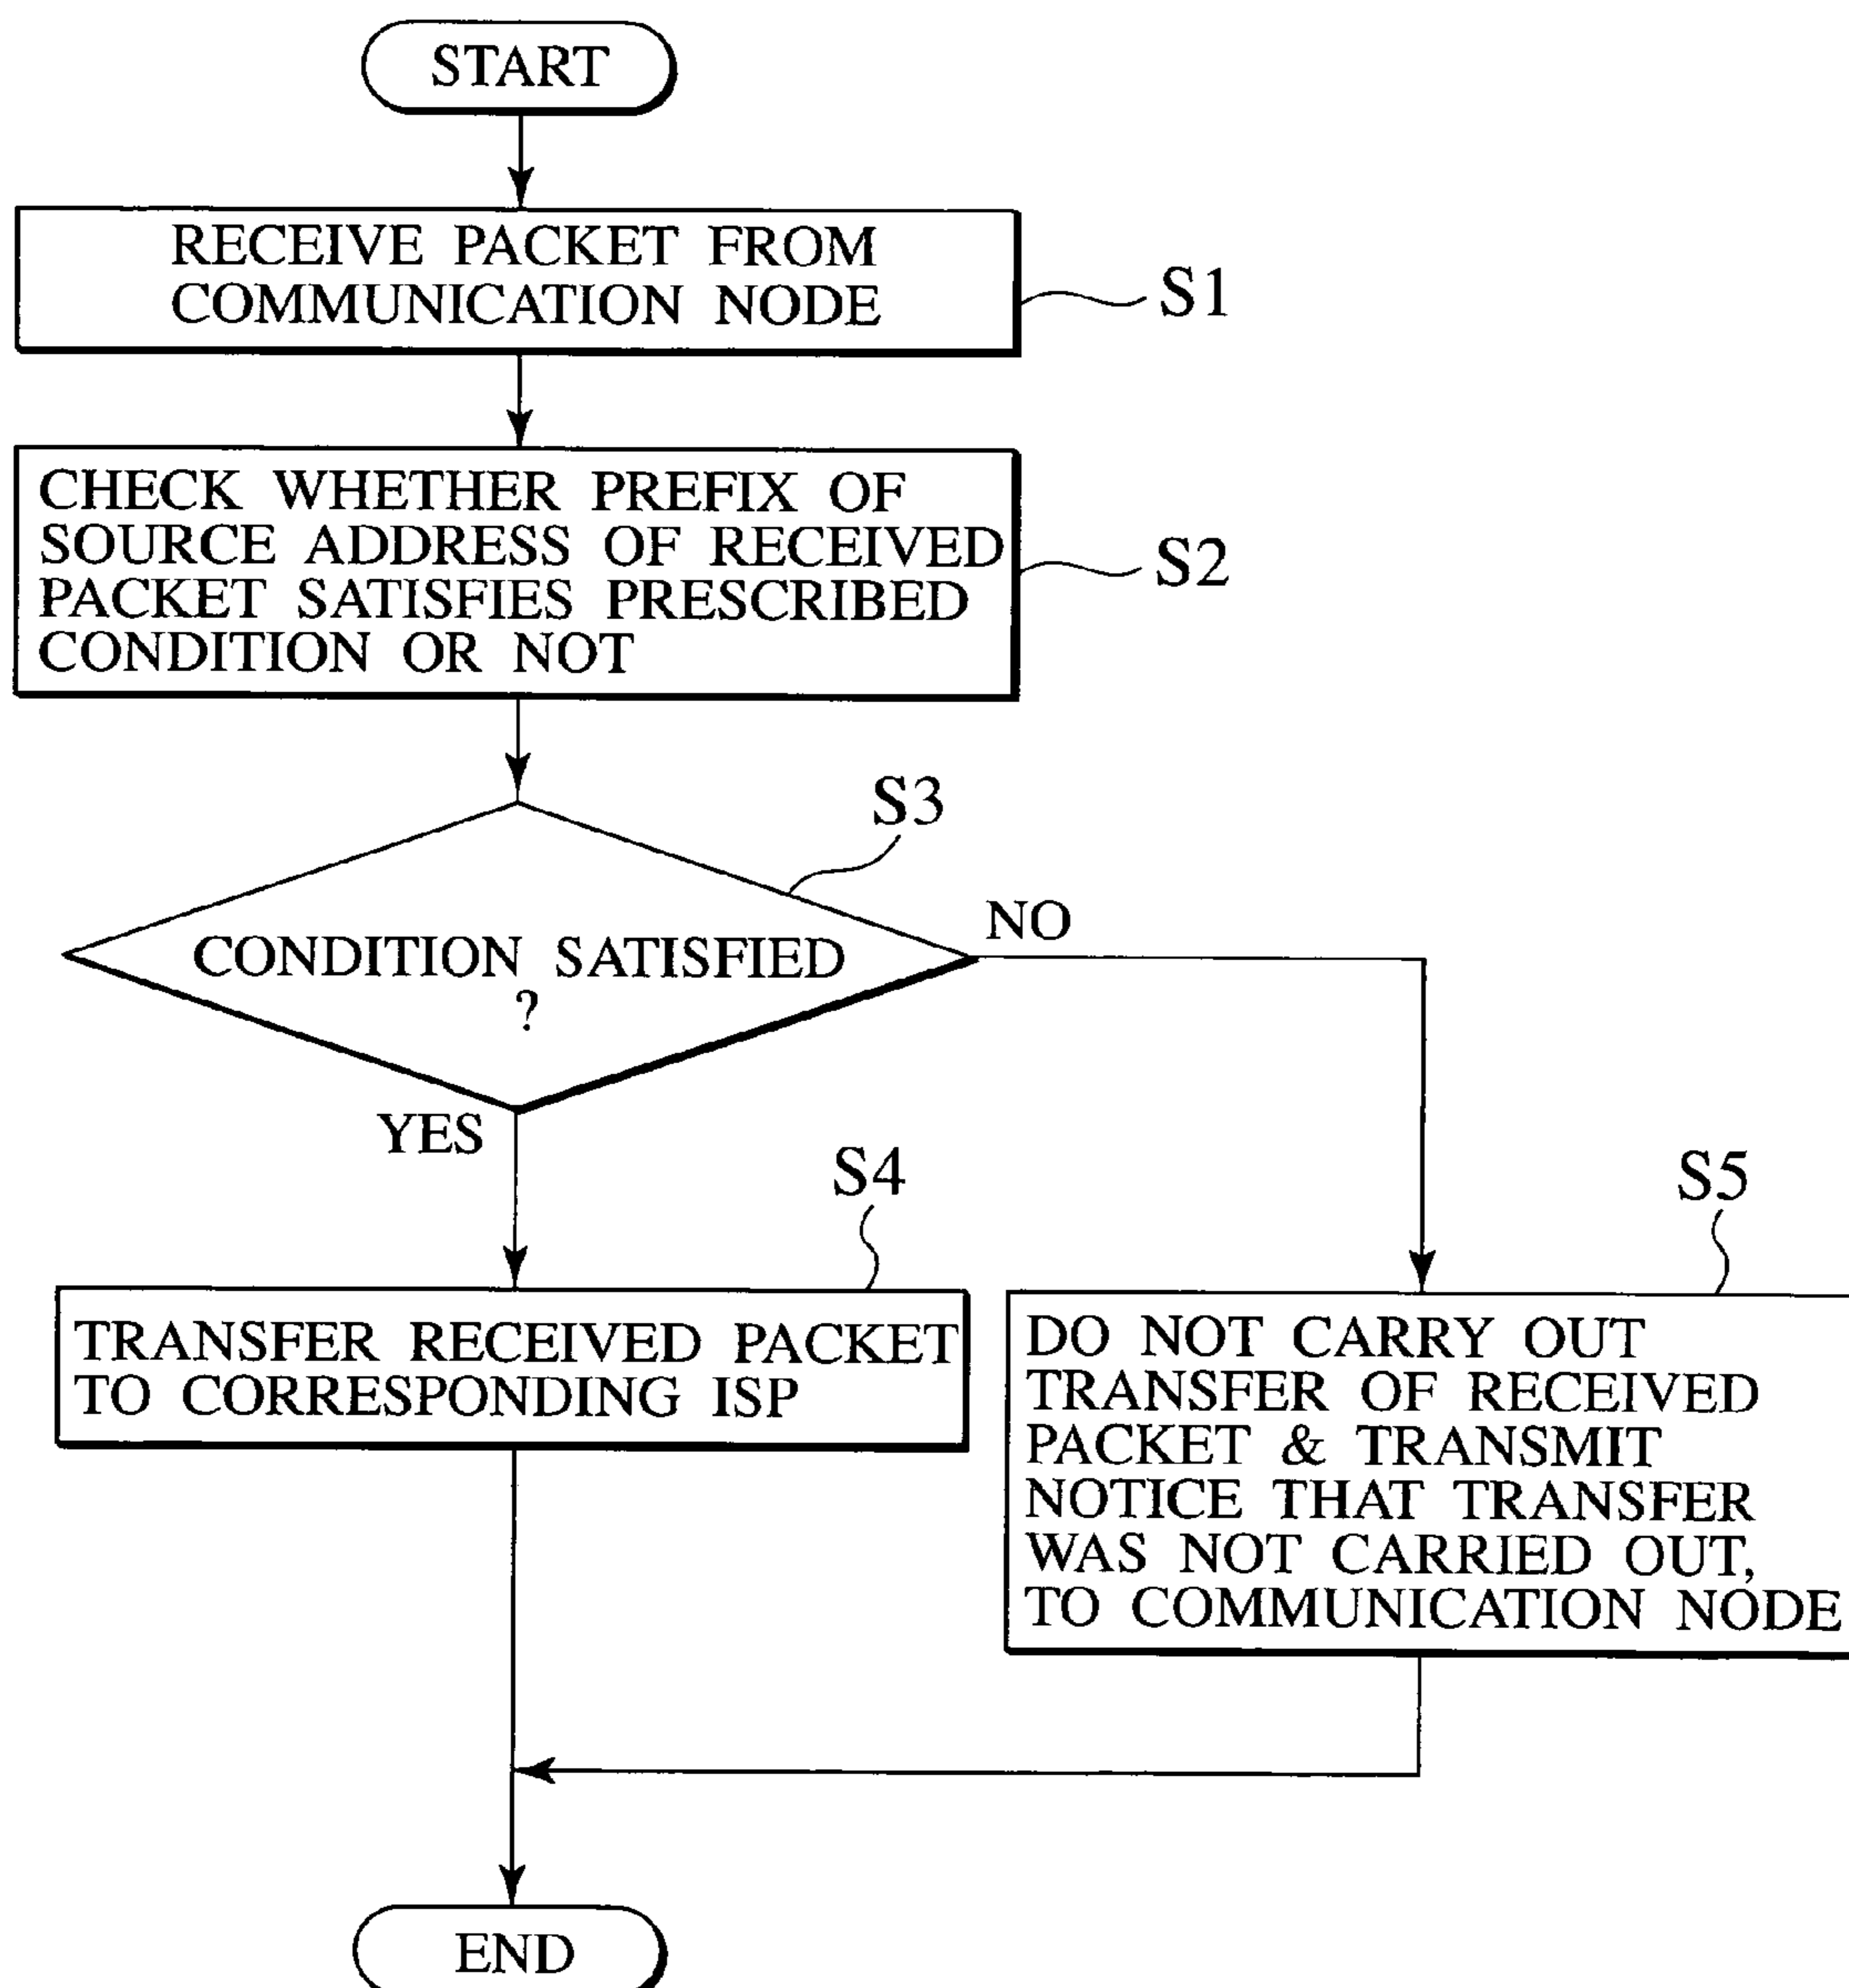 START
RECEIVE PACKET FROM
COMMUNICATION NODE
S1
CHECK WHETHER PREFIX OF
SOURCE ADDRESS OF RECEIVED
PACKET SATISFIES PRESCRIBED
CONDITION OR NOT
S2
S3
CONDITION SATISFIED
?
NO
YES
S4
TRANSFER RECEIVED PACKET
TO CORRESPONDING ISP
S5
DO NOT CARRY OUT
TRANSFER OF RECEIVED
PACKET & TRANSMIT
NOTICE THAT TRANSFER
WAS NOT CARRIED OUT,
TO COMMUNICATION NODE
END